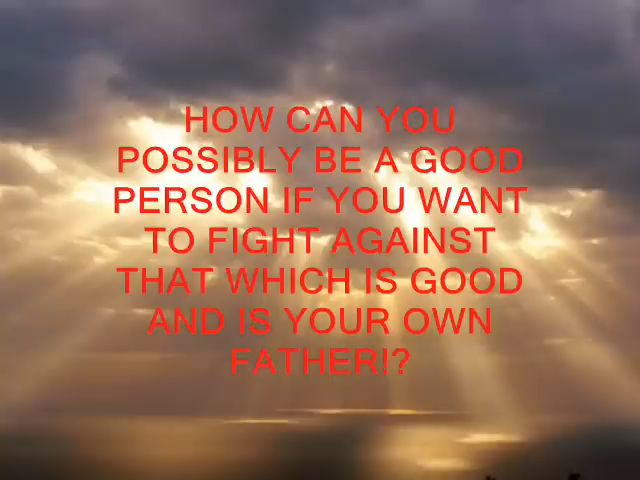 HOW CAN YOU
POSSIBLY BE A GOOD
PERSON IF YOU WANT
TO FIGHT AGAINST
THAT WHICH IS GOOD
AND IS YOUR OWN
FATHER!?